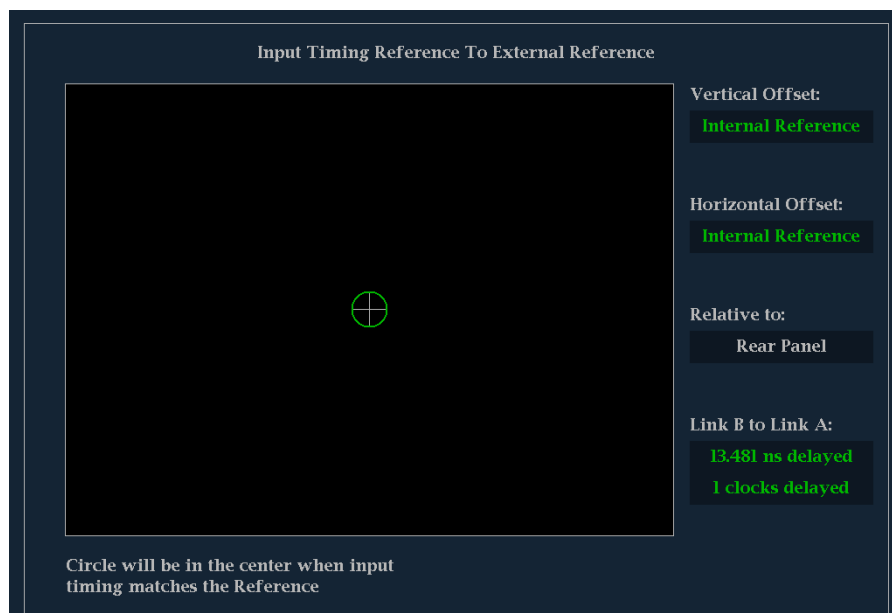 Input Timing Reference To External Reference
Vertical Offset:
Internal Reference
Horizontal Offset:
Internal Reference
Relative to:
Rear Panel
Link B to Link A:
13.481 ns delayed
1 clocks delayed
Circle will be in the center when input
timing matches the Reference